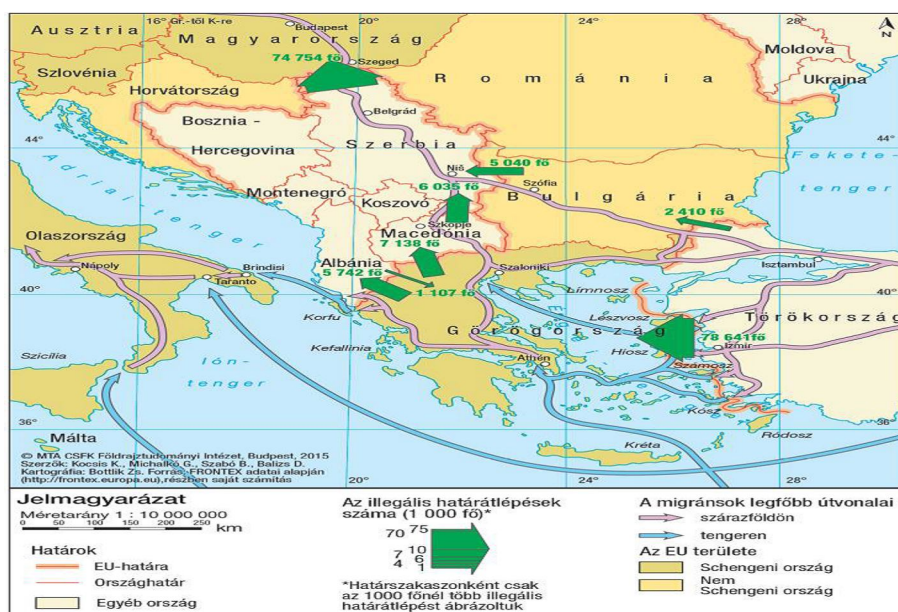 16° Gr.-től K-re
20
24
28
Budapest
N
Ausztria
Magyarország
Moldova
74 754 fő
Szeged
Szlovénia
Románia
Ukrajna
Horvátország
Belgrád
Bosznia -
Hercegovina
44°
44°
Szerbia
Fekete-
tenger
Adriai-tenger
Niš
5 040 fő
Szófia
6 035 fő
Montenegró
Koszovó
Bulgária
2 410 fő
Szkopje
Olaszország
Macedónia
7 138 fő
Albánia
Nápoly
Brindisi
Taranto
5 742 fő
Szaloniki
Isztambul
40°
40
1 107 fő
Límnosz
Korfu
Leszvosz
Törökország
Görögország
78 641fő
Kefallínia
Híosz
Izmir
Szicília
Ión-
tenger
Athén
Számosz
36°
36°
Kósz
Ródosz
Málta
Kréta
© MTA CSFK Földrajztudományi Intézet, Budpest, 2015
Szerzők: Kocsis K., Michalkó G., Szabó B., Balizs D.
Kartográfia: Bottlik Zs. Forrás: FRONTEX adatai alapján
(http://frontex.europa.eu),részben saját számítás
20
24
28
Jelmagyarázat
Méretarány 1 : 10 000 000
0 50 100 150 200 250
km
Határok
EU-határa
Országhatár
Egyéb ország
Az illegális határátlépések
száma (1 000 fő)*
75
70
10
7
6
4
1
*Határszakaszonként csak
az 1000 főnél több illegális
határátlépést ábrázoltuk
A migránsok legfőbb útvonalai
szárazföldön
tengeren
Az EU területe
Schengeni ország
Nem
Schengeni ország